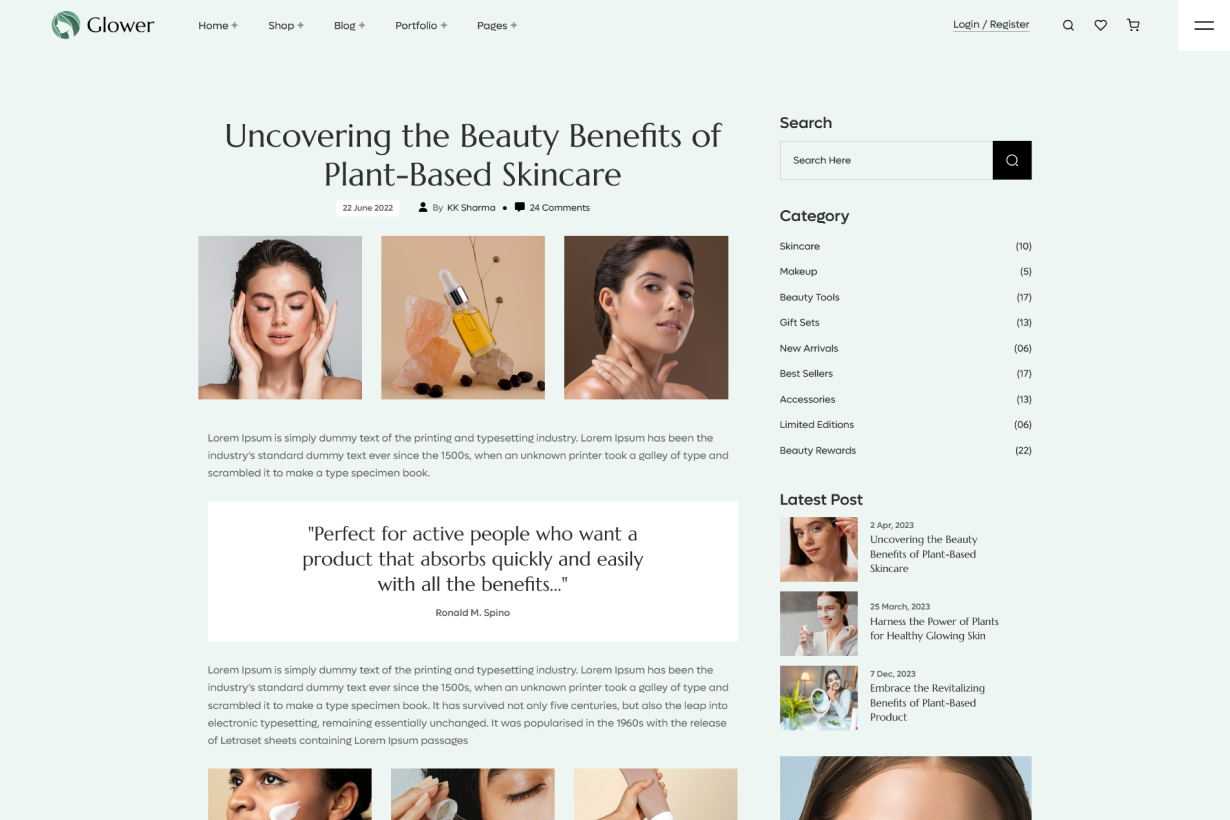 Glower
Home
Shop
Blog
Portfolio
Pages
Login / Register
Uncovering the Beauty Benefits of
Plant-Based Skincare
22 June 2022
By KK Sharma
24 Comments
Lorem Ipsum is simply dummy text of the printing and typesetting industry. Lorem Ipsum has been the
industry's standard dummy text ever since the 1500s, when an unknown printer took a galley of type and
scrambled it to make a type specimen book.
"Perfect for active people who want a
product that absorbs quickly and easily
with all the benefits..."
Ronald M. Spino
Lorem Ipsum is simply dummy text of the printing and typesetting industry. Lorem Ipsum has been the
industry's standard dummy text ever since the 1500s, when an unknown printer took a galley of type and
scrambled it to make a type specimen book. It has survived not only five centuries, but also the leap into
electronic typesetting, remaining essentially unchanged. It was popularised in the 1960s with the release
of Letraset sheets containing Lorem Ipsum passages
Search
Search Here
Category
Skincare (10)
Makeup (5)
Beauty Tools (17)
Gift Sets (13)
New Arrivals (06)
Best Sellers (17)
Accessories (13)
Limited Editions (06)
Beauty Rewards (22)
Latest Post
2 Apr, 2023
Uncovering the Beauty
Benefits of Plant-Based
Skincare
25 March, 2023
Harness the Power of Plants
for Healthy Glowing Skin
7 Dec, 2023
Embrace the Revitalizing
Benefits of Plant-Based
Product